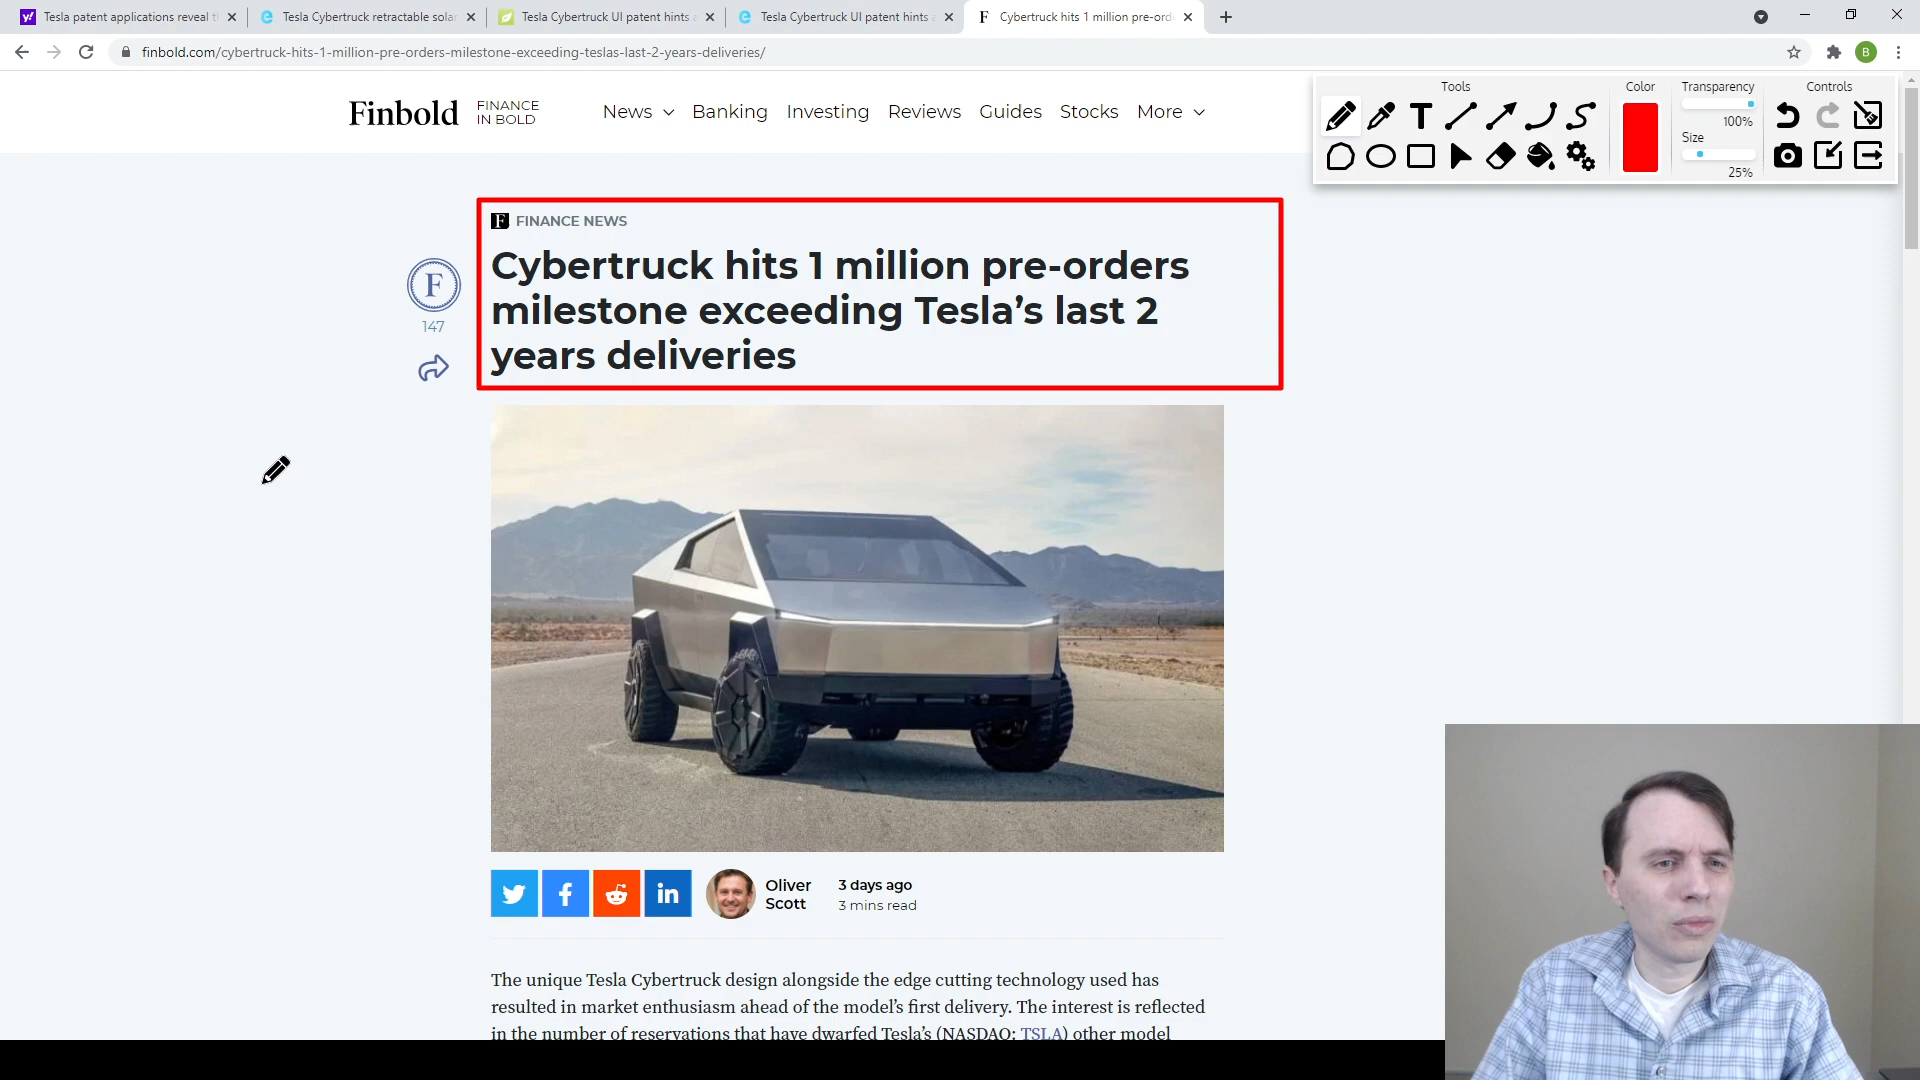 Tesla patent applications reveal t
Tesla Cybertruck retractable solar
Tesla Cybertruck UI patent hints a
Tesla Cybertruck UI patent hints a
Cybertruck hits 1 million pre-ord
finbold.com/cybertruck-hits-1-million-pre-orders-milestone-exceeding-teslas-last-2-years-deliveries/
B
Tools
Color
Transparency
Controls
100%
Size
25%
Finbold
FINANCE
IN BOLD
News
Banking
Investing
Reviews
Guides
Stocks
More
F FINANCE NEWS
Cybertruck hits 1 million pre-orders
milestone exceeding Tesla’s last 2
years deliveries
F
147
Oliver
Scott
3 days ago
3 mins read
The unique Tesla Cybertruck design alongside the edge cutting technology used has
resulted in market enthusiasm ahead of the model’s first delivery. The interest is reflected
in the number of reservations that have dwarfed Tesla’s (NASDAQ: TSLA) other model